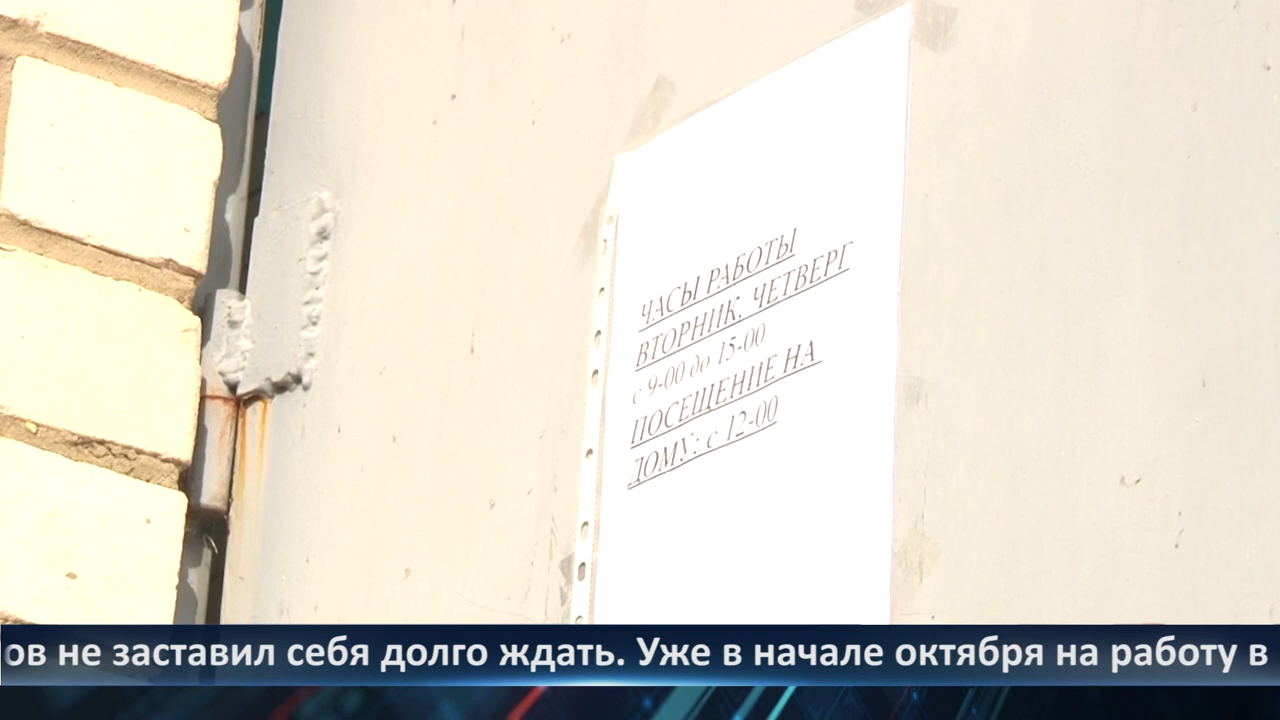 ЧАСЫ РАБОТЫ
ВТОРНИК, ЧЕТВЕРГ
с 9-00 до 15-00
ПОСЕЩЕНИЕ НА
ДОМУ: с 12-00
ов не заставил себя долго ждать. Уже в начале октября на работу в